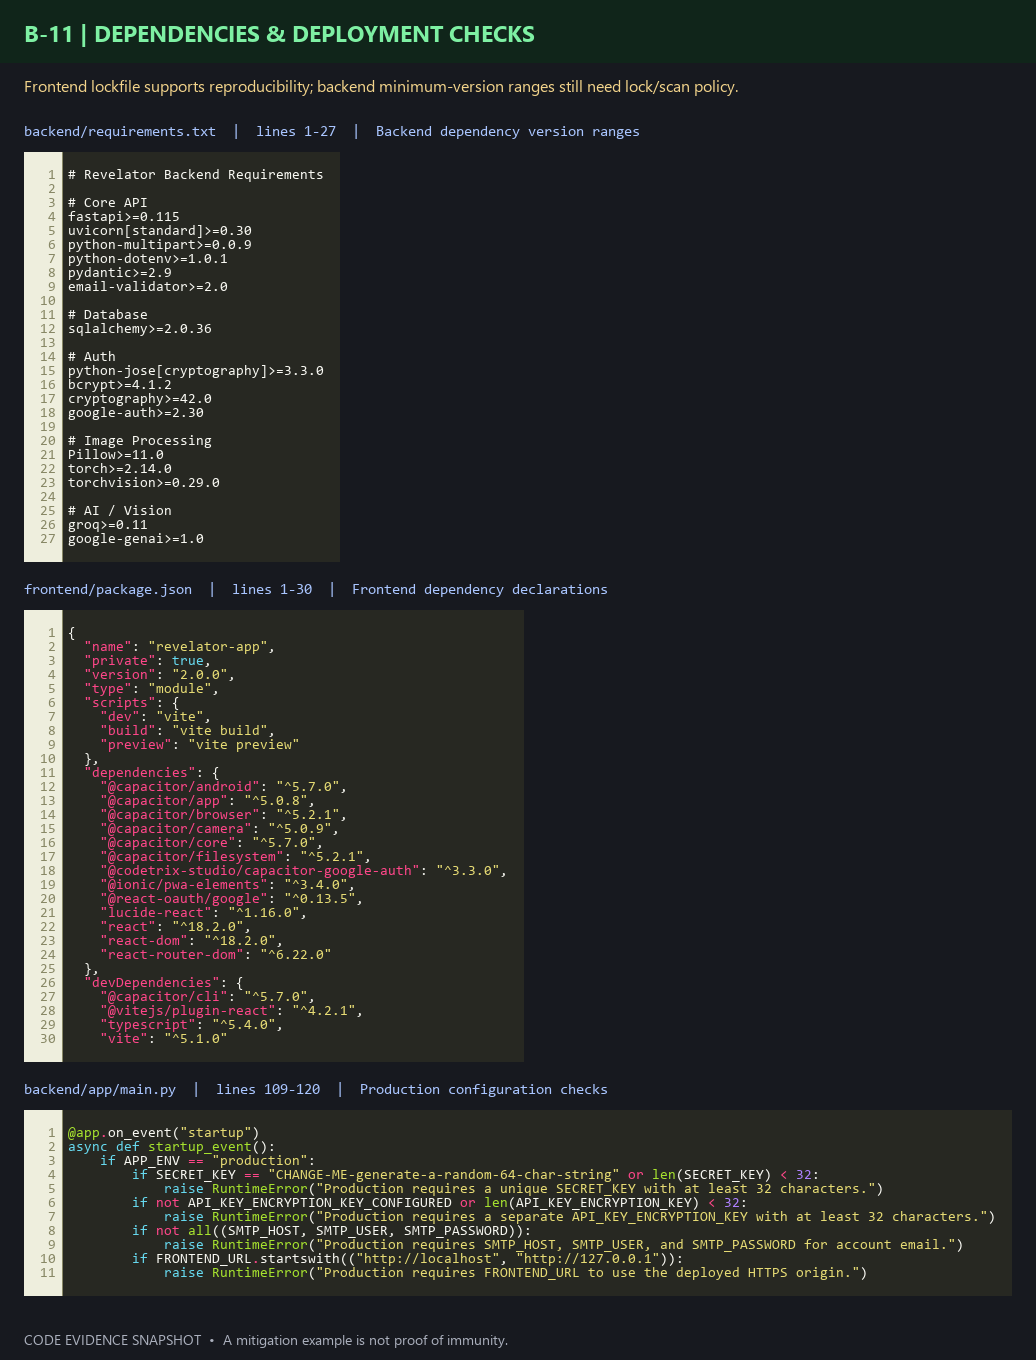 B-11 | DEPENDENCIES & DEPLOYMENT CHECKS
Frontend lockfile supports reproducibility; backend minimum-version ranges still need lock/scan policy.
backend/requirements.txt | lines 1-27 | Backend dependency version ranges
1 # Revelator Backend Requirements
2
3 # Core API
4 fastapi>=0.115
5 uvicorn[standard]>=0.30
6 python-multipart>=0.0.9
7 python-dotenv>=1.0.1
8 pydantic>=2.9
9 email-validator>=2.0
10
11 # Database
12 sqlalchemy>=2.0.36
13
14 # Auth
15 python-jose[cryptography]>=3.3.0
16 bcrypt>=4.1.2
17 cryptography>=42.0
18 google-auth>=2.30
19
20 # Image Processing
21 Pillow>=11.0
22 torch>=2.14.0
23 torchvision>=0.29.0
24
25 # AI / Vision
26 groq>=0.11
27 google-genai>=1.0
frontend/package.json | lines 1-30 | Frontend dependency declarations
1 {
2   "name": "revelator-app",
3   "private": true,
4   "version": "2.0.0",
5   "type": "module",
6   "scripts": {
7     "dev": "vite",
8     "build": "vite build",
9     "preview": "vite preview"
10   },
11   "dependencies": {
12     "@capacitor/android": "^5.7.0",
13     "@capacitor/app": "^5.0.8",
14     "@capacitor/browser": "^5.2.1",
15     "@capacitor/camera": "^5.0.9",
16     "@capacitor/core": "^5.7.0",
17     "@capacitor/filesystem": "^5.2.1",
18     "@codetrix-studio/capacitor-google-auth": "^3.3.0",
19     "@ionic/pwa-elements": "^3.4.0",
20     "@react-oauth/google": "^0.13.5",
21     "lucide-react": "^1.16.0",
22     "react": "^18.2.0",
23     "react-dom": "^18.2.0",
24     "react-router-dom": "^6.22.0"
25   },
26   "devDependencies": {
27     "@capacitor/cli": "^5.7.0",
28     "@vitejs/plugin-react": "^4.2.1",
29     "typescript": "^5.4.0",
30     "vite": "^5.1.0"
backend/app/main.py | lines 109-120 | Production configuration checks
1 @app.on_event("startup")
2 async def startup_event():
3     if APP_ENV == "production":
4         if SECRET_KEY == "CHANGE-ME-generate-a-random-64-char-string" or len(SECRET_KEY) < 32:
5             raise RuntimeError("Production requires a unique SECRET_KEY with at least 32 characters.")
6         if not API_KEY_ENCRYPTION_KEY_CONFIGURED or len(API_KEY_ENCRYPTION_KEY) < 32:
7             raise RuntimeError("Production requires a separate API_KEY_ENCRYPTION_KEY with at least 32 characters.")
8         if not all((SMTP_HOST, SMTP_USER, SMTP_PASSWORD)):
9             raise RuntimeError("Production requires SMTP_HOST, SMTP_USER, and SMTP_PASSWORD for account email.")
10         if FRONTEND_URL.startswith(("http://localhost", "http://127.0.0.1")):
11             raise RuntimeError("Production requires FRONTEND_URL to use the deployed HTTPS origin.")
CODE EVIDENCE SNAPSHOT • A mitigation example is not proof of immunity.